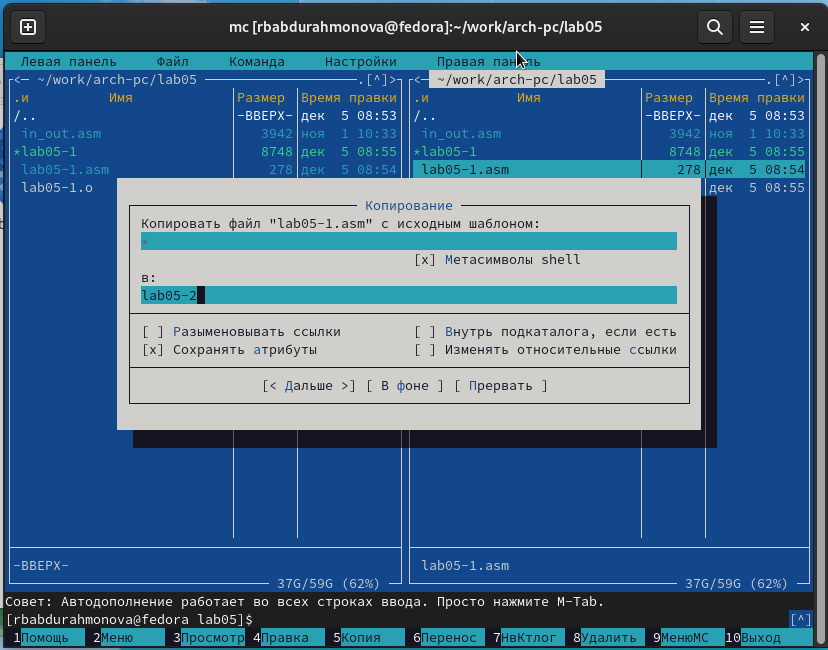 mc [rbabdurahmonova@fedora]:~/work/arch-pc/lab05
Левая панель Файл Команда Настройки Правая панель
<─ ~/work/arch-pc/lab05 .[^]> <─ ~/work/arch-pc/lab05 .[^]>
.и Имя Размер Время правки .и Имя Размер Время правки
/.. -ВВЕРХ- дек 5 08:53 /.. -ВВЕРХ- дек 5 08:53
in_out.asm 3942 ноя 1 10:33 in_out.asm 3942 ноя 1 10:33
*lab05-1 8748 дек 5 08:55 *lab05-1 8748 дек 5 08:55
lab05-1.asm 278 дек 5 08:54 lab05-1.asm 278 дек 5 08:54
lab05-1.o дек 5 08:55
Копирование
Копировать файл "lab05-1.asm" с исходным шаблоном:
*
[x] Метасимволы shell
в:
lab05-2
[ ] Разыменовывать ссылки [ ] Внутрь подкаталога, если есть
[x] Сохранять атрибуты [ ] Изменять относительные ссылки
[< Дальше >] [ В фоне ] [ Прервать ]
-ВВЕРХ- lab05-1.asm
37G/59G (62%) 37G/59G (62%)
Совет: Автодополнение работает во всех строках ввода. Просто нажмите M-Tab.
[rbabdurahmonova@fedora lab05]$ [^]
1Помощь 2Меню 3Просмотр 4Правка 5Копия 6Перенос 7НвКтлог 8Удалить 9МенюМС 10Выход